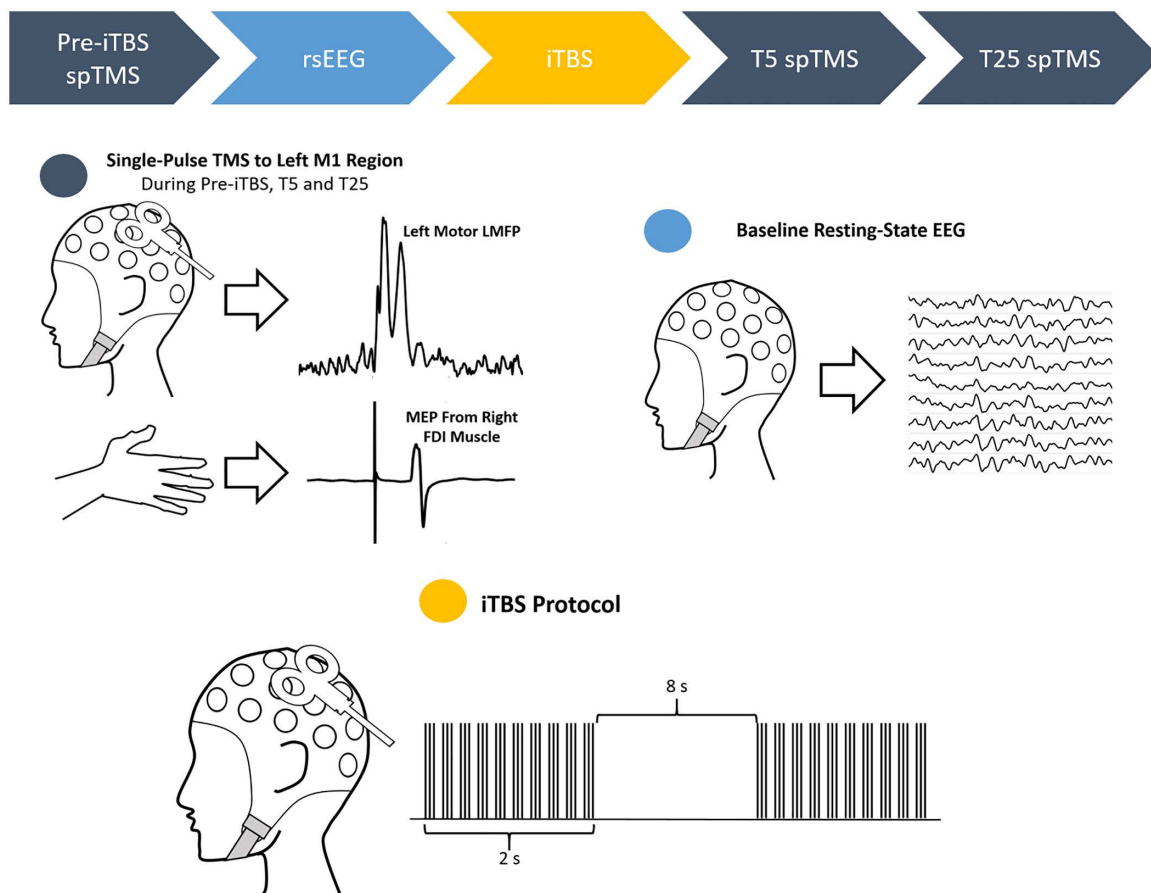 Pre-iTBS
spTMS
rsEEG
iTBS
T5 spTMS
T25 spTMS
Single-Pulse TMS to Left M1 Region
During Pre-iTBS, T5 and T25
Left Motor LMFP
MEP From Right
FDI Muscle
Baseline Resting-State EEG
iTBS Protocol
8 s
2 s